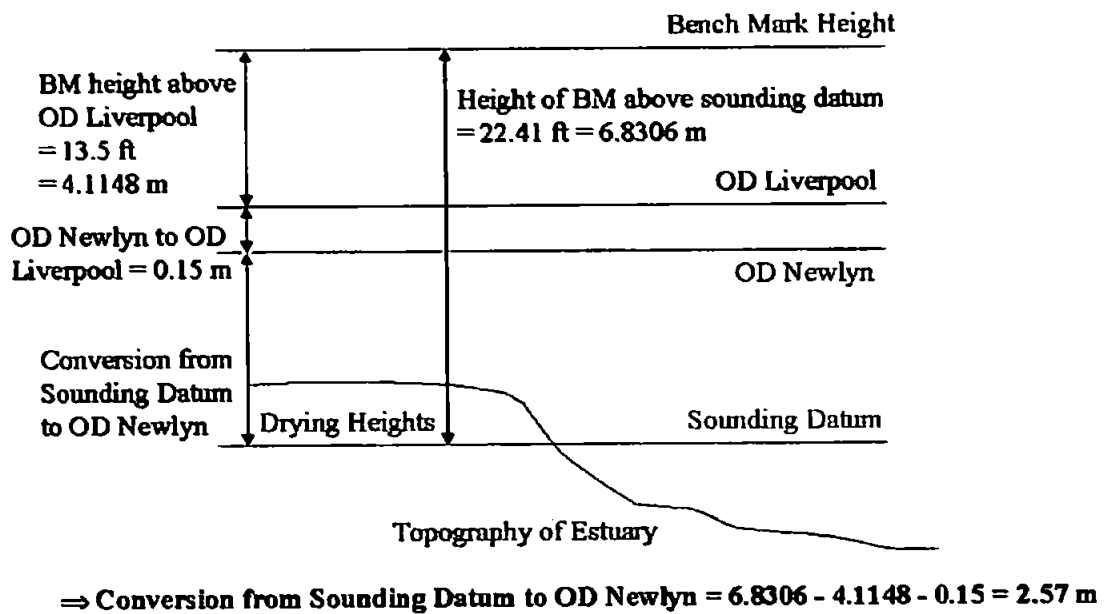 Bench Mark Height
BM height above
OD Liverpool
= 13.5 ft
= 4.1148 m
Height of BM above sounding datum
= 22.41 ft = 6.8306 m
OD Liverpool
OD Newlyn to OD
Liverpool = 0.15 m
OD Newlyn
Conversion from
Sounding Datum
to OD Newlyn
Drying Heights
Sounding Datum
Topography of Estuary
⇒ Conversion from Sounding Datum to OD Newlyn = 6.8306 - 4.1148 - 0.15 = 2.57 m